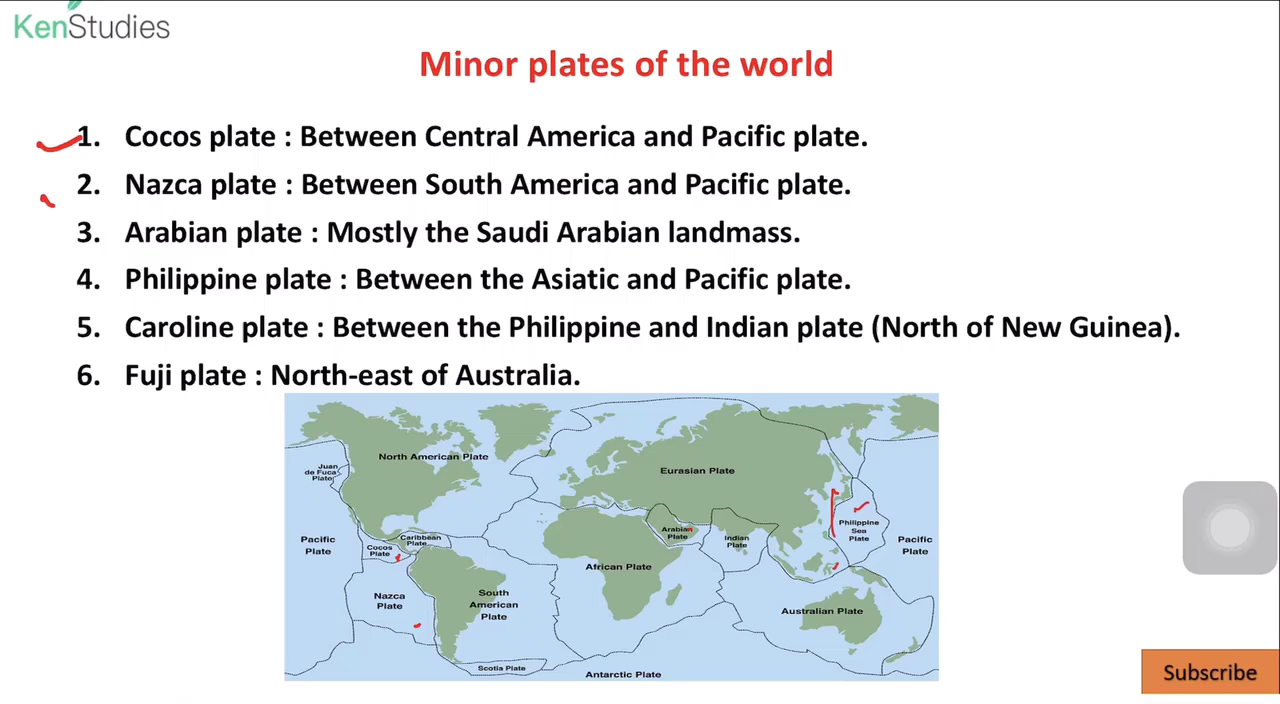 KenStudies
Minor plates of the world
1. Cocos plate : Between Central America and Pacific plate.
2. Nazca plate : Between South America and Pacific plate.
3. Arabian plate : Mostly the Saudi Arabian landmass.
4. Philippine plate : Between the Asiatic and Pacific plate.
5. Caroline plate : Between the Philippine and Indian plate (North of New Guinea).
6. Fuji plate : North-east of Australia.
North American Plate
Juan
de Fuca
Plate
Eurasian Plate
Caribbean
Plate
Cocos
Plate
Pacific
Plate
Arabian
Plate
Indian
Plate
Philippine
Sea
Plate
Pacific
Plate
African Plate
Nazca
Plate
South
American
Plate
Australian Plate
Scotia Plate
Antarctic Plate
Subscribe